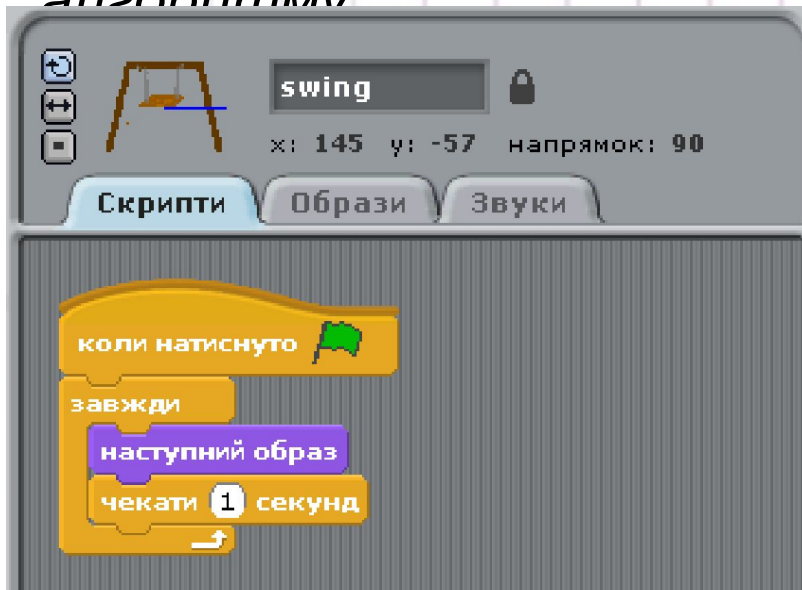 swing
x: 145 y: -57 напрямок: 90
Скрипти Образи Звуки
коли натиснуто
завжди
наступний образ
чекати 1 секунд